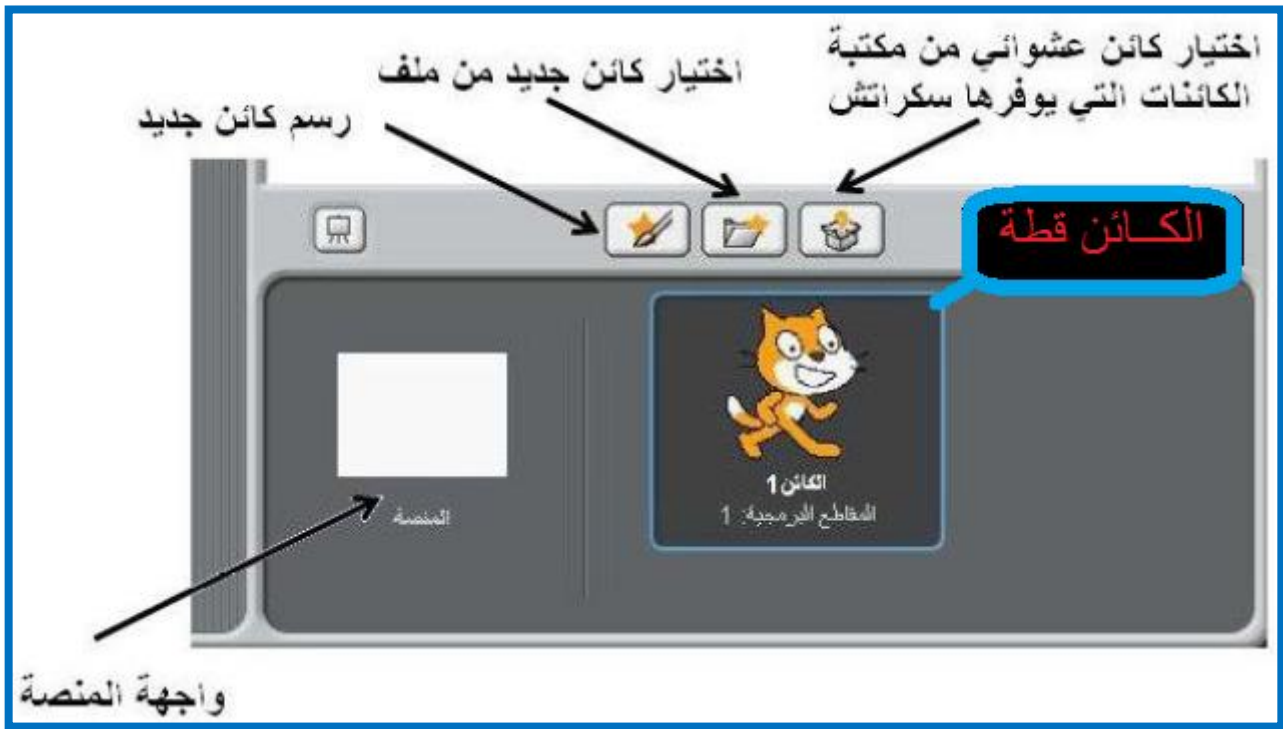 اختيار كائن عشوائي من مكتبة
الكائنات التي يوفرها سكراتش
اختيار كائن جديد من ملف
رسم كائن جديد
الكــائن قطة
الكائن1
المقاطع البرمجية: 1
المنصة
واجهة المنصة